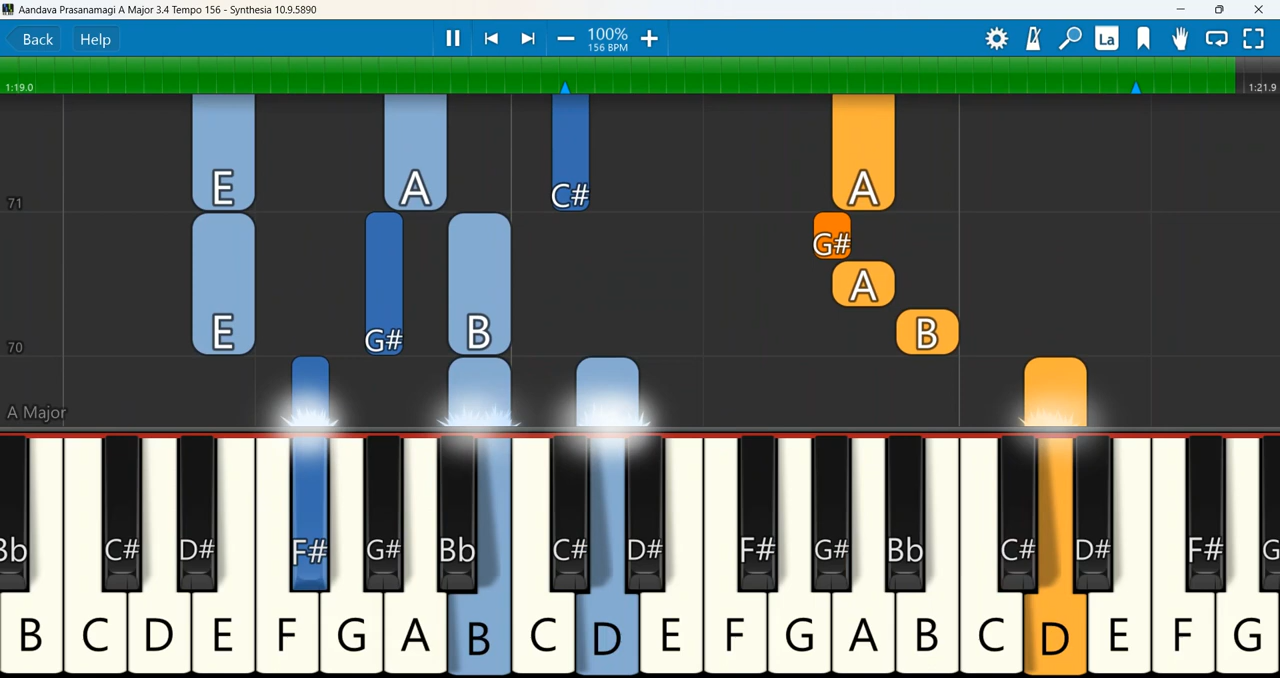 Aandava Prasanamagi A Major 3.4 Tempo 156 - Synthesia 10.9.5890
Back Help 100% La
156 BPM
1:19.0 1:21.9
E A C# A
71
G#
A
E G# B B
70
A Major
Bb C# D# F# G# Bb C# D# F# G# Bb C# D# F# G
B C D E F G A B C D E F G A B C D E F G